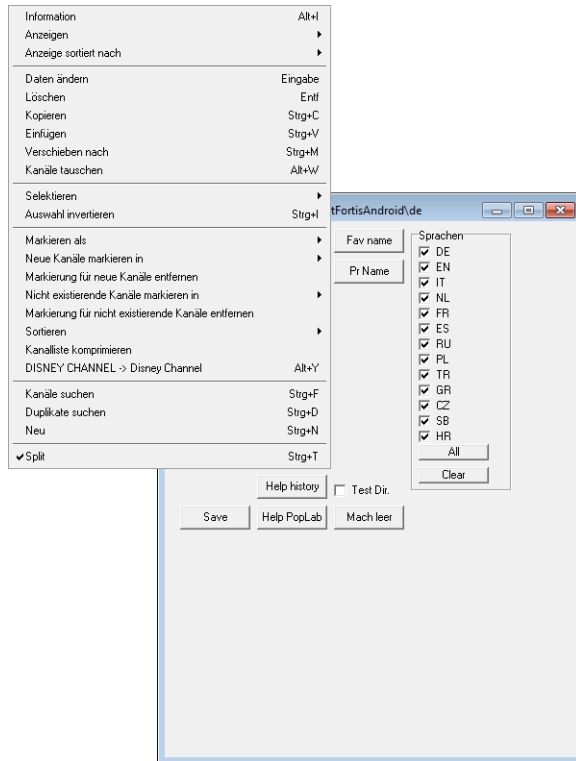 Information Alt+I
Anzeigen
Anzeige sortiert nach
Daten ändern Eingabe
Löschen Entf
Kopieren Strg+C
Einfügen Strg+V
Verschieben nach Strg+M
Kanäle tauschen Alt+W
Selektieren
Auswahl invertieren Strg+I
Markieren als
Neue Kanäle markieren in
Markierung für neue Kanäle entfernen
Nicht existierende Kanäle markieren in
Markierung für nicht existierende Kanäle entfernen
Sortieren
Kanalliste komprimieren
DISNEY CHANNEL -> Disney Channel Alt+Y
Kanäle suchen Strg+F
Duplikate suchen Strg+D
Neu Strg+N
Split Strg+T
tFortisAndroid\de
Fav name
Pr Name
Sprachen
DE
EN
IT
NL
FR
ES
RU
PL
TR
GR
CZ
SB
HR
All
Clear
Help history
Test Dir.
Save
Help PopLab
Mach leer